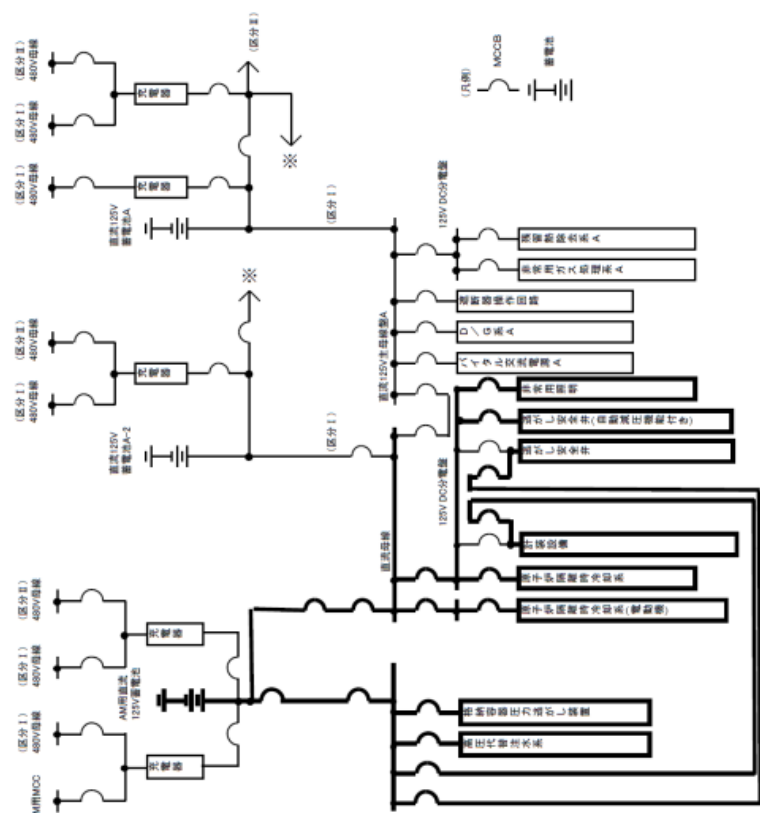 (区分Ⅱ)
480V母線
(区分Ⅰ)
480V母線
(区分Ⅰ)
480V母線
充電器
充電器
(区分Ⅱ)
※
直流125V
蓄電池A
(区分Ⅰ)
(凡例)
MCCB
蓄電池
125V DC分電盤
残留熱除去系A
非常用ガス処理系A
遮断器操作回路
D/G系A
バイタル交流電源A
直流125V主母線盤A
(区分Ⅱ)
480V母線
(区分Ⅰ)
480V母線
充電器
※
直流125V
蓄電池A-2
(区分Ⅰ)
非常用照明
逃がし安全弁(自動減圧機能付き)
逃がし安全弁
125V DC分電盤
直流母線
計装設備
原子炉隔離時冷却系
原子炉隔離時冷却系(電動機)
(区分Ⅱ)
480V母線
(区分Ⅰ)
480V母線
充電器
AM用直流
125V蓄電池
(区分Ⅰ)
480V母線
M用MCC
充電器
格納容器圧力逃がし装置
高圧代替注水系